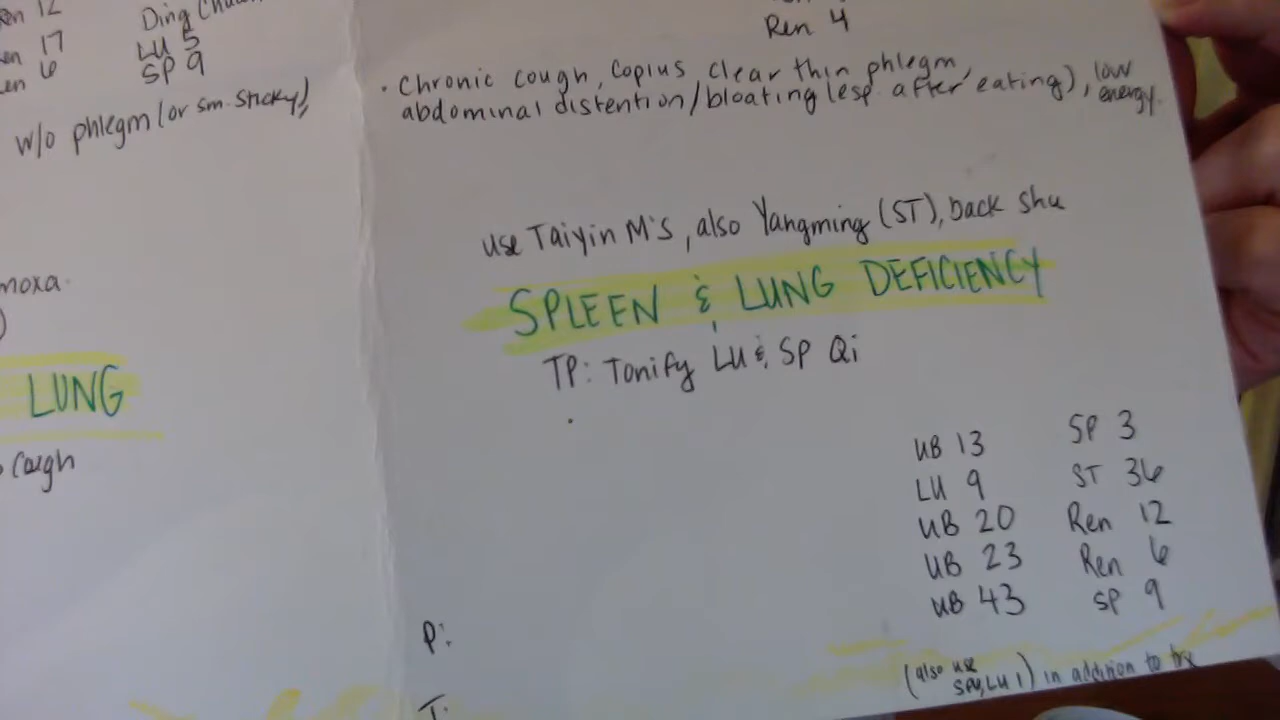 Ren 12
Ding Chuan
Ren 17
LU 5
Ren 6
SP 9
w/o phlegm (or sm. sticky)
moxa
)
LUNG
cough
Ren 4
• Chronic cough, copius, clear thin phlegm,
abdominal distention/bloating (esp. after eating), low energy.
use Taiyin M's, also Yangming (ST), back shu
SPLEEN & LUNG DEFICIENCY
TP: Tonify LU & SP Qi
UB 13 SP 3
LU 9 ST 36
UB 20 Ren 12
UB 23 Ren 6
UB 43 SP 9
P:
T:
(also use
LU 1) in addition to